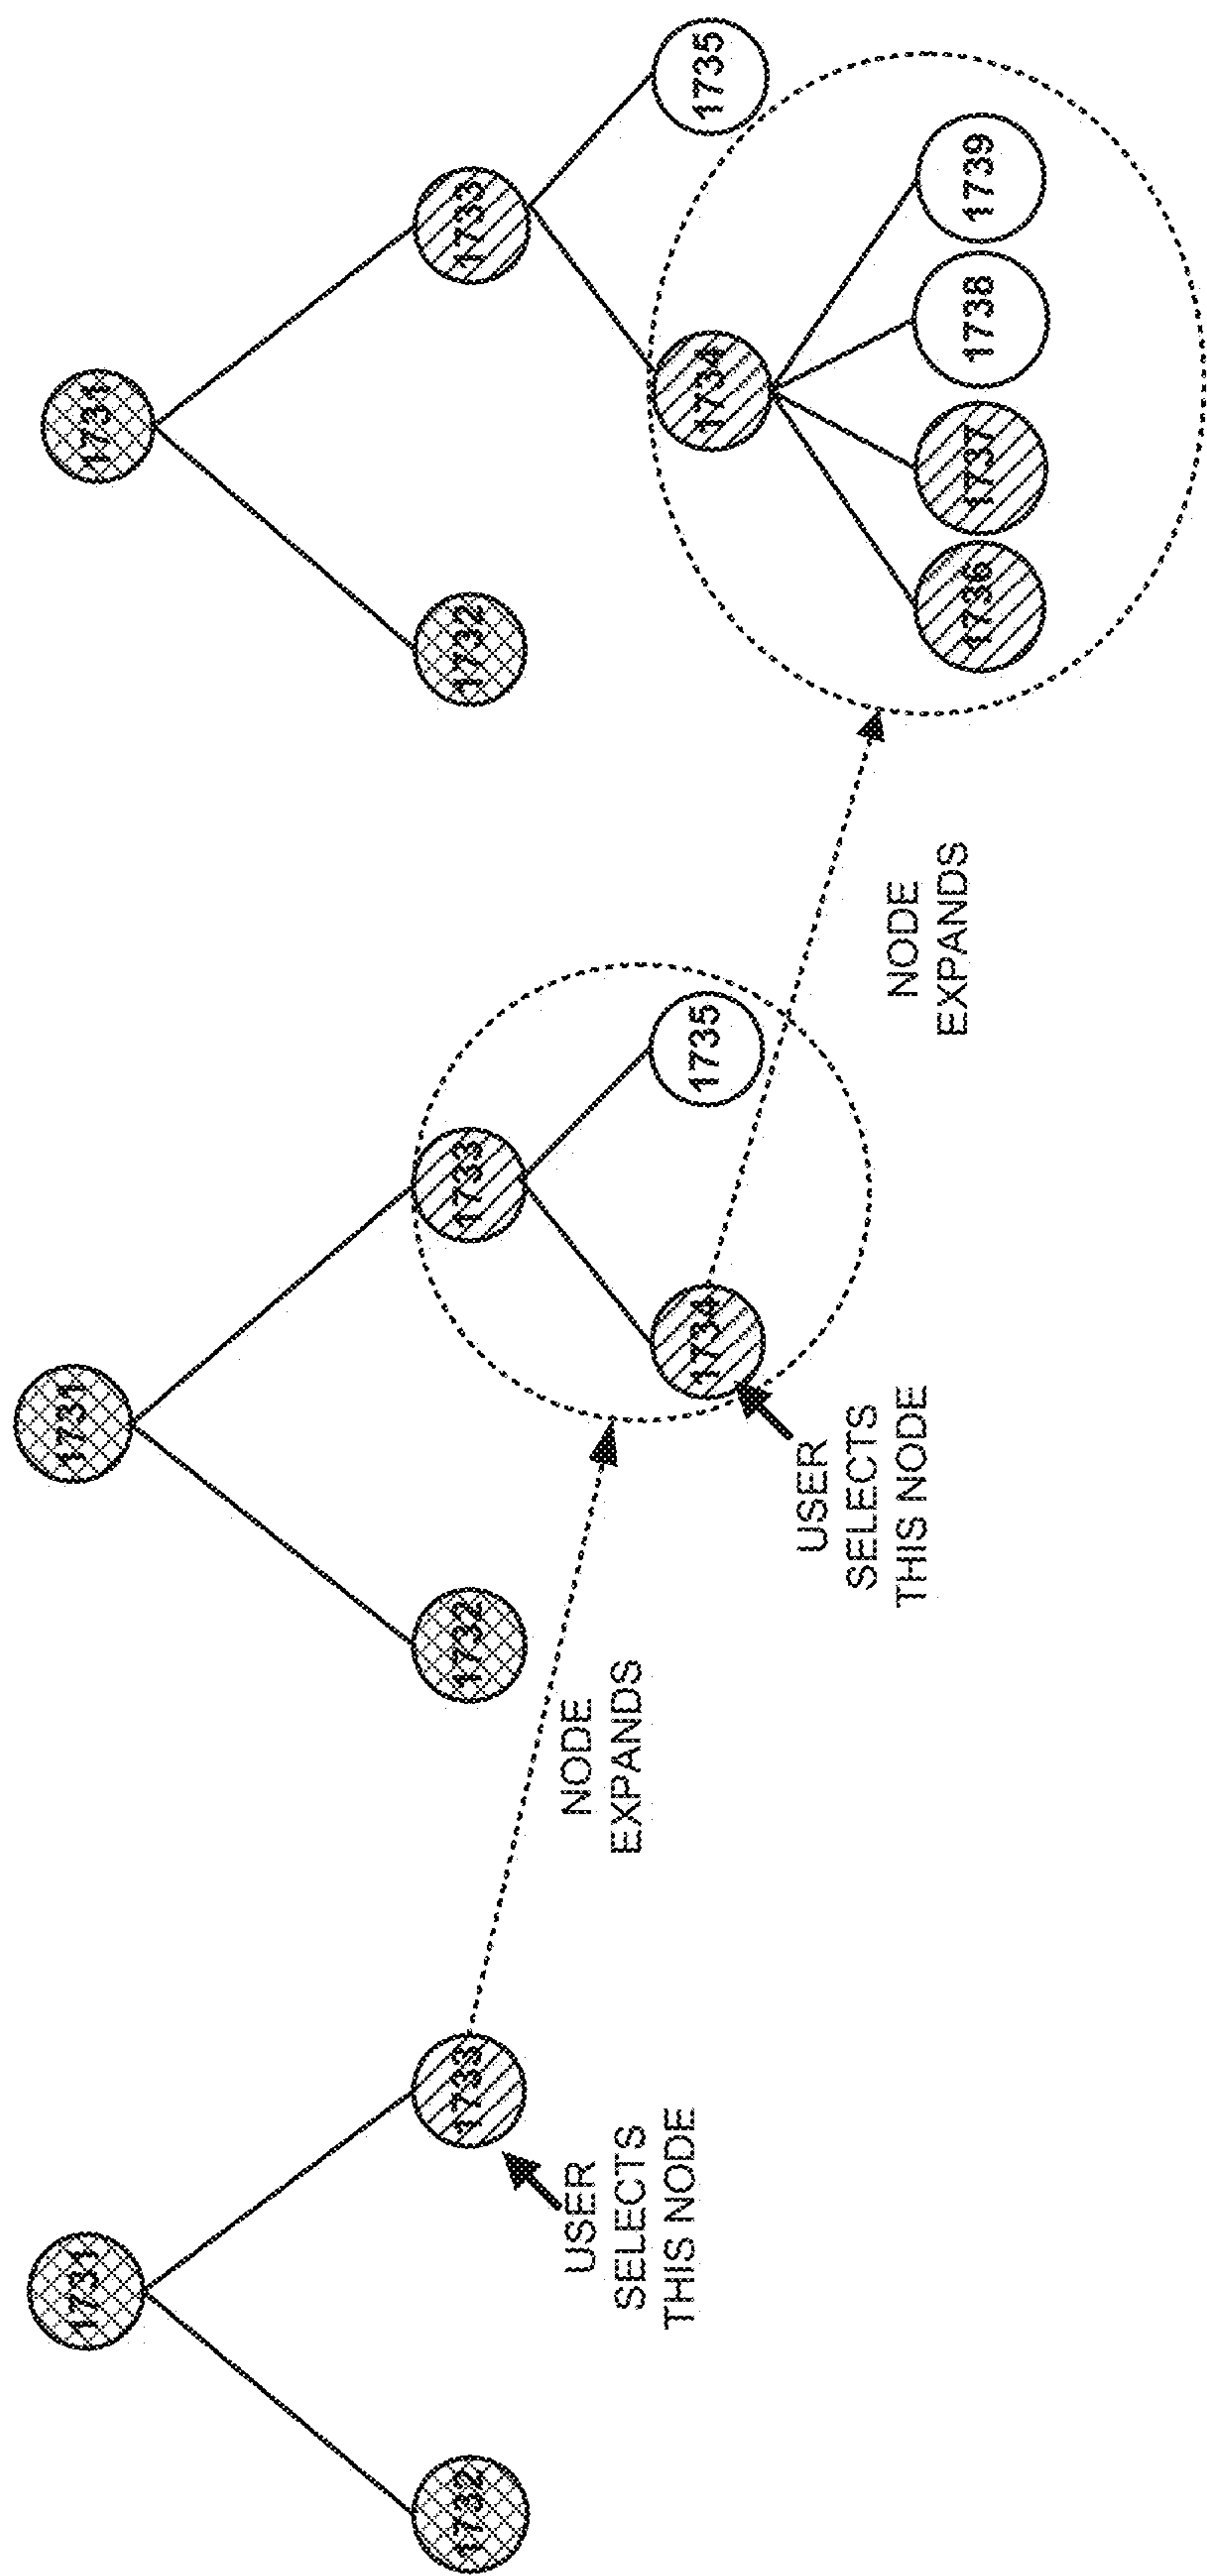 1731
1732
1733
USER
SELECTS
THIS NODE
NODE
EXPANDS
1731
1732
1733
1734
1735
USER
SELECTS
THIS NODE
NODE
EXPANDS
1731
1732
1733
1734
1735
1736
1737
1738
1739